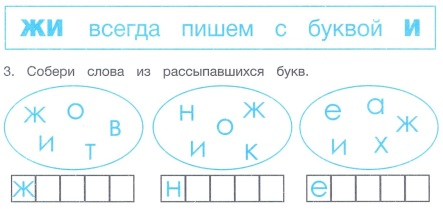 ЖИ всегда пишем с буквой И
3. Собери слова из рассыпавшихся букв.
ж о в и т
н ж о и к
е а ж и х
ж н е